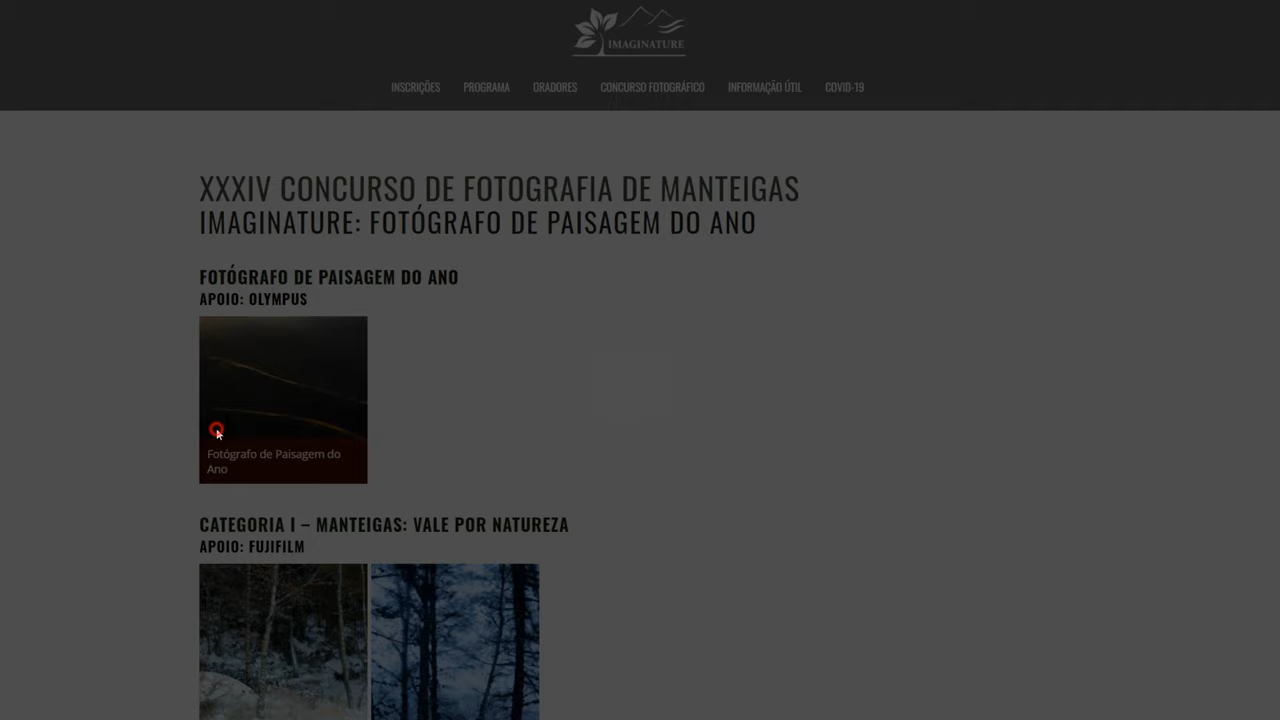 IMAGINATURE
INSCRIÇÕES PROGRAMA ORADORES CONCURSO FOTOGRÁFICO INFORMAÇÃO ÚTIL COVID-19
XXXIV CONCURSO DE FOTOGRAFIA DE MANTEIGAS
IMAGINATURE: FOTÓGRAFO DE PAISAGEM DO ANO
FOTÓGRAFO DE PAISAGEM DO ANO
APOIO: OLYMPUS
Fotógrafo de Paisagem do
Ano
CATEGORIA I – MANTEIGAS: VALE POR NATUREZA
APOIO: FUJIFILM